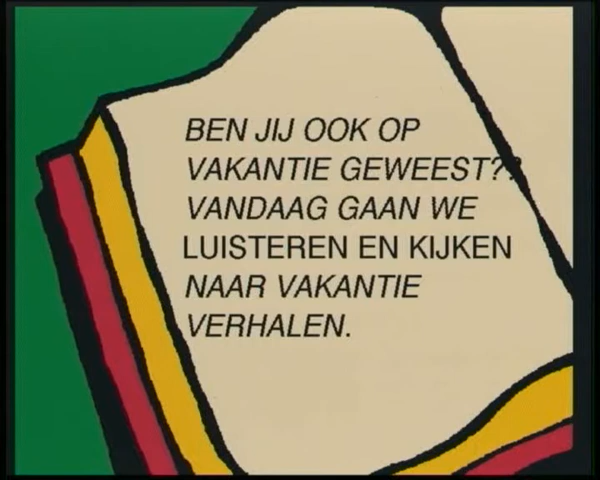 BEN JIJ OOK OP
VAKANTIE GEWEEST??
VANDAAG GAAN WE
LUISTEREN EN KIJKEN
NAAR VAKANTIE
VERHALEN.